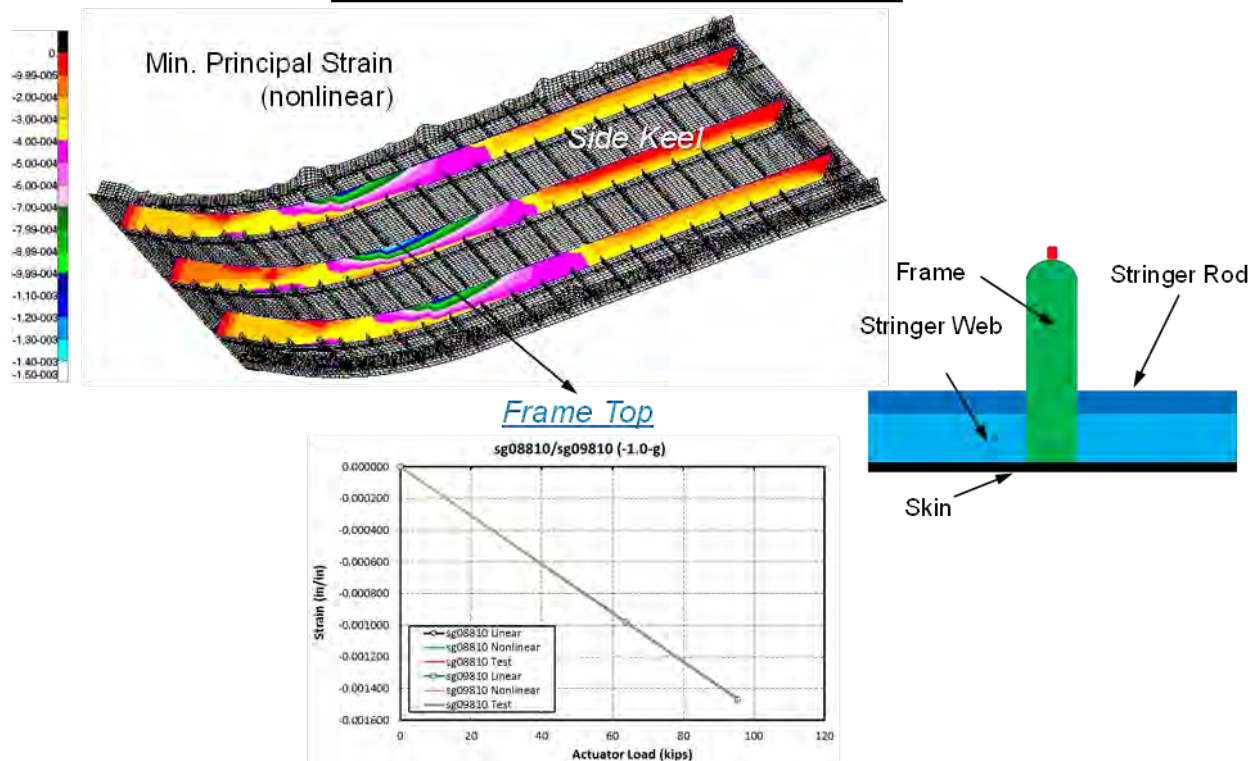 0
-9.99-005
-2.00-004
-3.00-004
-4.00-004
-5.00-004
-6.00-004
-7.00-004
-7.99-004
-9.99-004
-9.99-004
-1.10-003
-1.30-003
-1.40-003
-1.50-003
Min. Principal Strain
(nonlinear)
Side Keel
Frame
Stringer Rod
Stringer Web
Skin
Frame Top
sg08810/sg09810 (-1.0-g)
0.000000
-0.000200
-0.000400
-0.000600
-0.000800
-0.001000
-0.001200
-0.001400
-0.001600
Strain (in/in)
sg08810 Linear
sg08810 Nonlinear
sg08810 Test
sg09810 Linear
sg09810 Nonlinear
sg09810 Test
0 20 40 60 80 100 120
Actuator Load (kips)